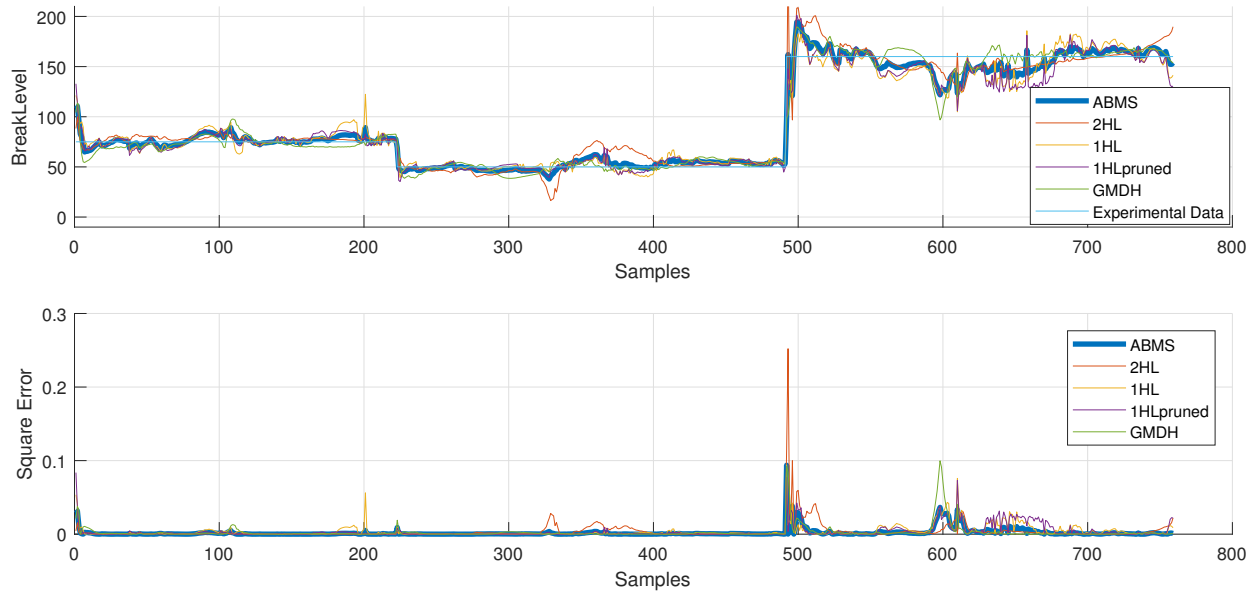 200
150
100
50
0
BreakLevel
ABMS
2HL
1HL
1HLpruned
GMDH
Experimental Data
0 100 200 300 400 500 600 700 800
Samples
0.3
0.2
0.1
0
Square Error
ABMS
2HL
1HL
1HLpruned
GMDH
0 100 200 300 400 500 600 700 800
Samples